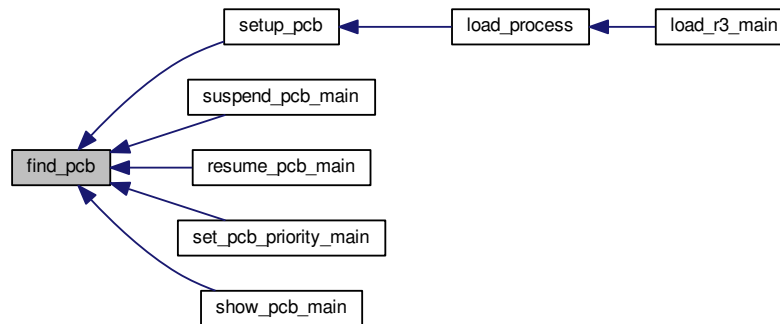 setup_pcb
load_process
load_r3_main
suspend_pcb_main
find_pcb
resume_pcb_main
set_pcb_priority_main
show_pcb_main